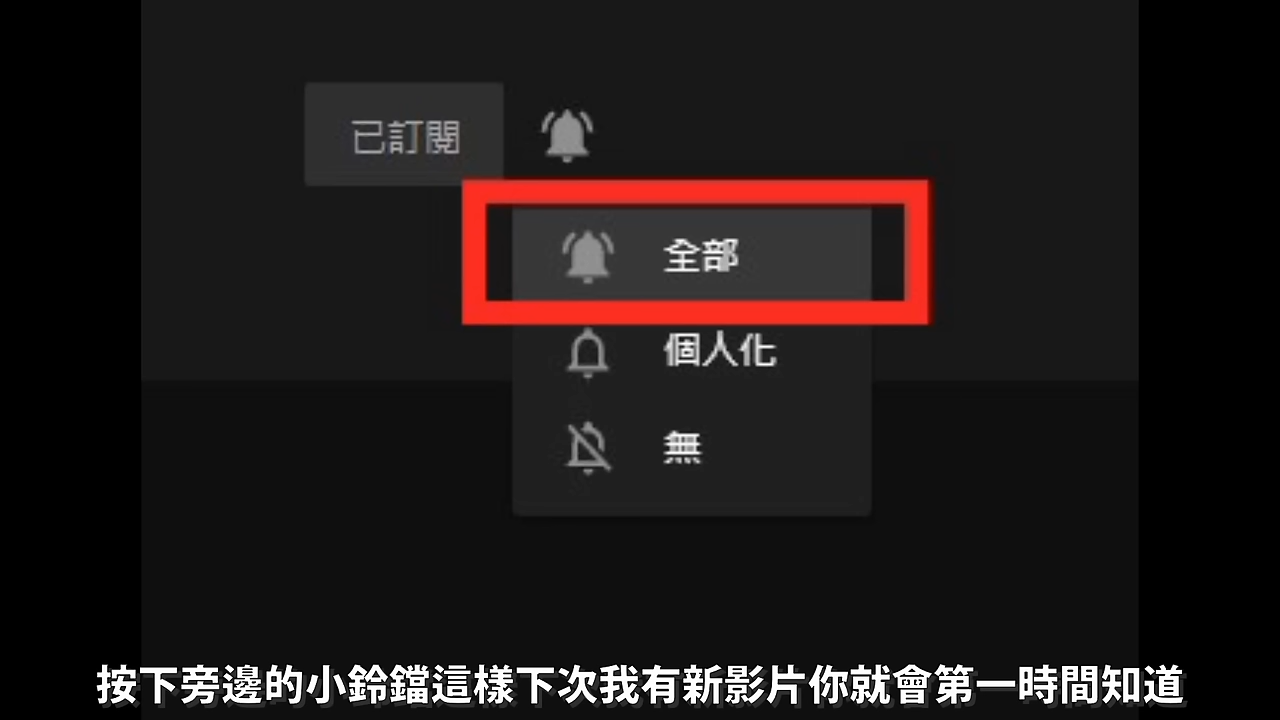 已訂閱
全部
個人化
無
按下旁邊的小鈴鐺這樣下次我有新影片你就會第一時間知道